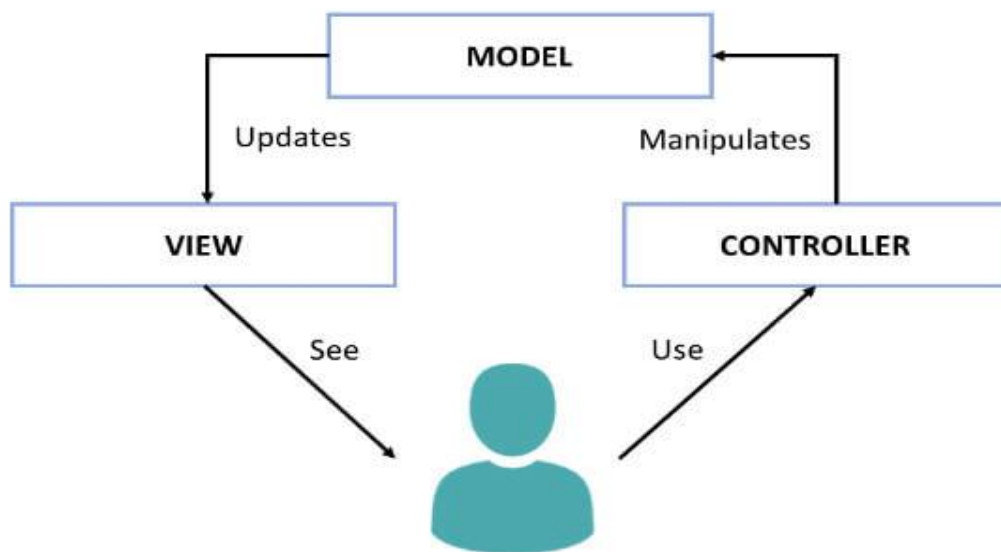 MODEL
Updates
Manipulates
VIEW
CONTROLLER
See
Use